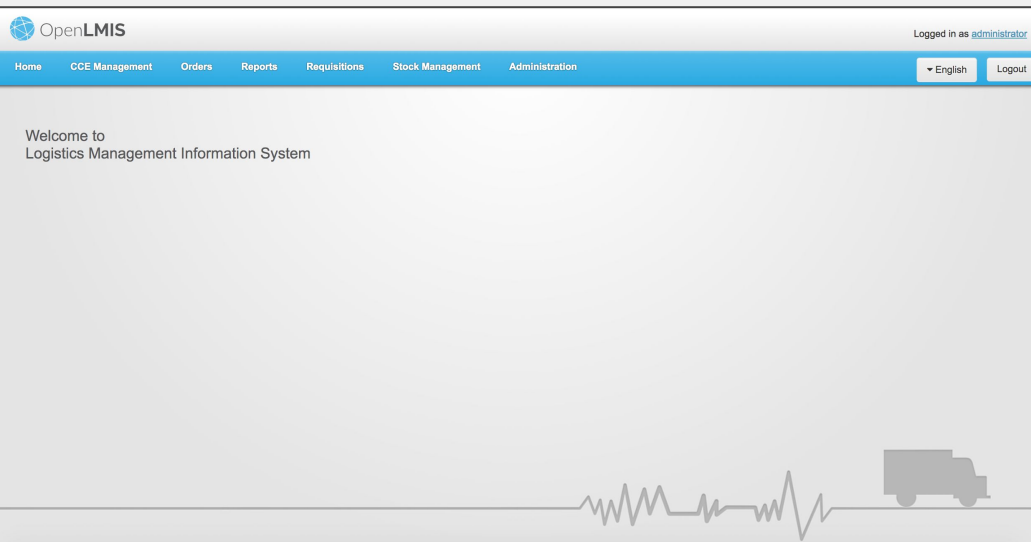 OpenLMIS
Logged in as administrator
Home CCE Management Orders Reports Requisitions Stock Management Administration
English Logout
Welcome to
Logistics Management Information System